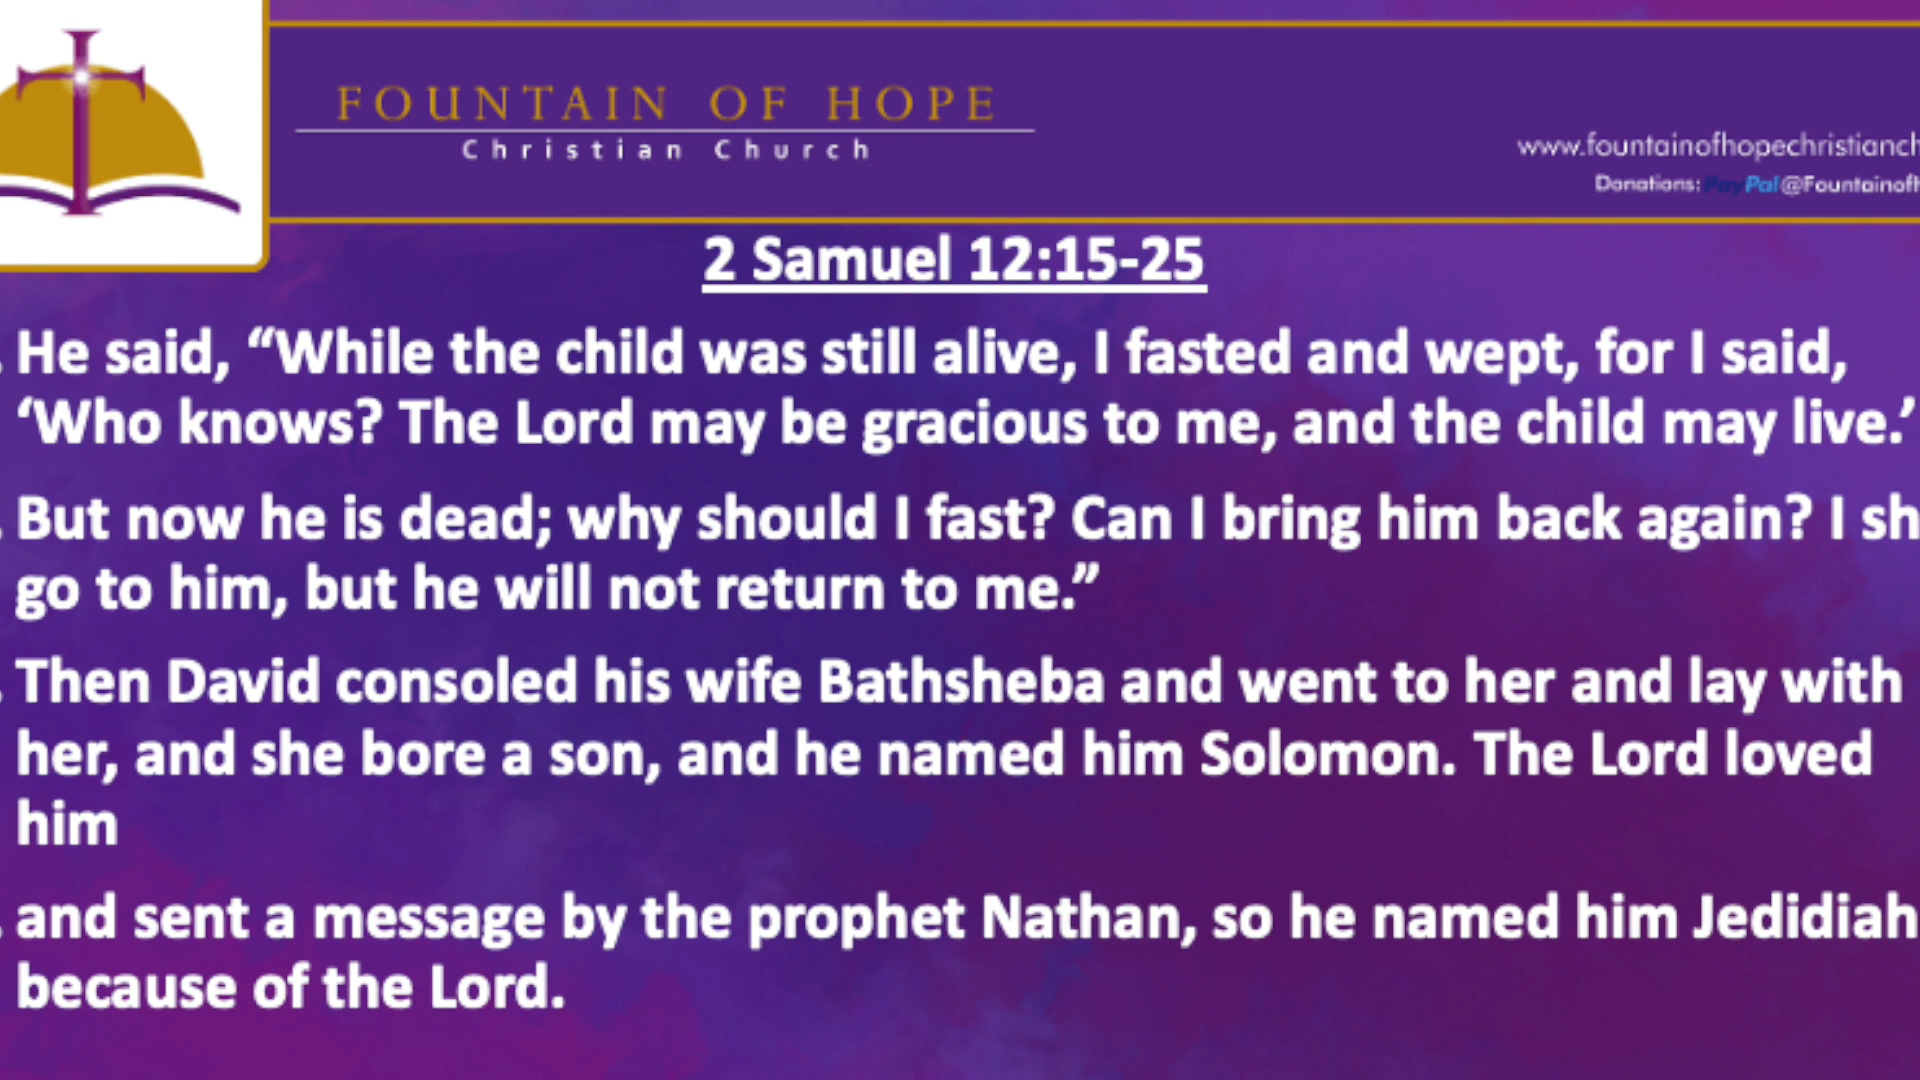 FOUNTAIN OF HOPE
Christian Church
www.fountainofhopechristianch
Donations: PayPal@Fountainofh
2 Samuel 12:15-25
. He said, “While the child was still alive, I fasted and wept, for I said,
‘Who knows? The Lord may be gracious to me, and the child may live.’
. But now he is dead; why should I fast? Can I bring him back again? I sh
go to him, but he will not return to me.”
. Then David consoled his wife Bathsheba and went to her and lay with
her, and she bore a son, and he named him Solomon. The Lord loved
him
. and sent a message by the prophet Nathan, so he named him Jedidiah
because of the Lord.